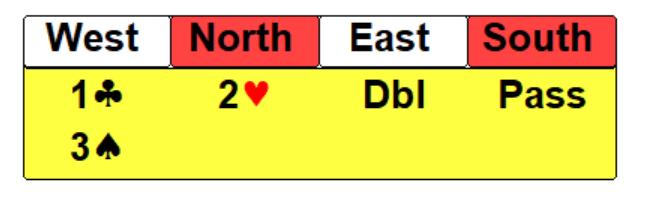 West North East South
1♣ 2♥ Dbl Pass
3♠